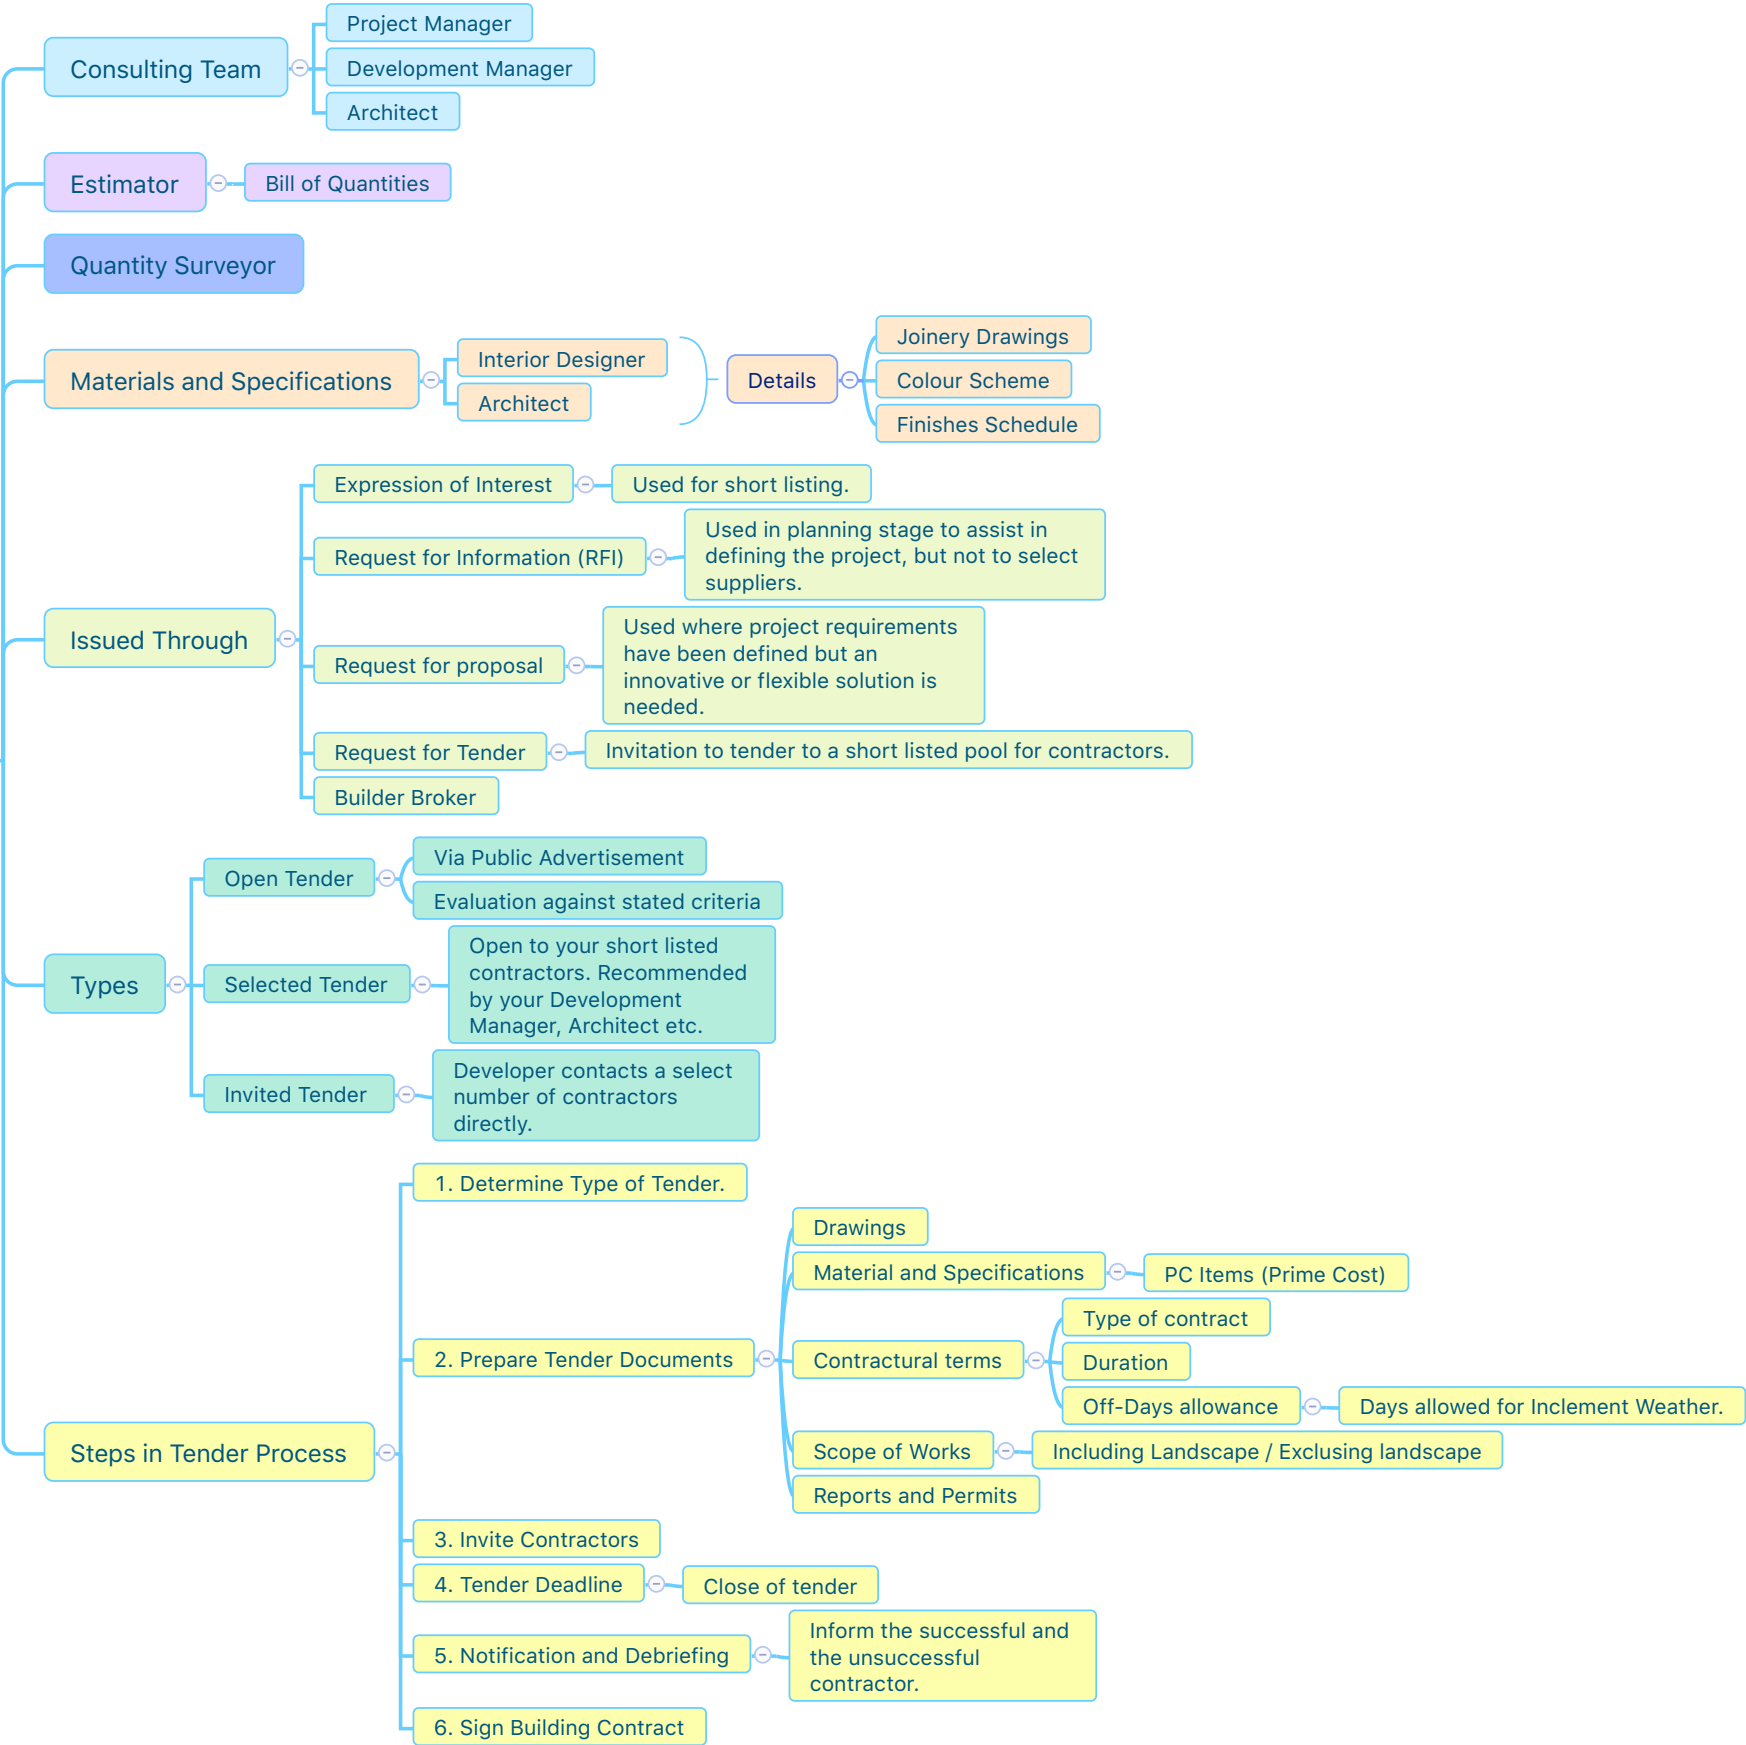 Project Manager
Consulting Team
Development Manager
Architect
Estimator
Bill of Quantities
Quantity Surveyor
Materials and Specifications
Interior Designer
Architect
Details
Joinery Drawings
Colour Scheme
Finishes Schedule
Issued Through
Expression of Interest
Used for short listing.
Request for Information (RFI)
Used in planning stage to assist in
defining the project, but not to select
suppliers.
Request for proposal
Used where project requirements
have been defined but an
innovative or flexible solution is
needed.
Request for Tender
Invitation to tender to a short listed pool for contractors.
Builder Broker
Types
Open Tender
Via Public Advertisement
Evaluation against stated criteria
Selected Tender
Open to your short listed
contractors. Recommended
by your Development
Manager, Architect etc.
Invited Tender
Developer contacts a select
number of contractors
directly.
Steps in Tender Process
1. Determine Type of Tender.
2. Prepare Tender Documents
Drawings
Material and Specifications
PC Items (Prime Cost)
Contractural terms
Type of contract
Duration
Off-Days allowance
Days allowed for Inclement Weather.
Scope of Works
Including Landscape / Exclusing landscape
Reports and Permits
3. Invite Contractors
4. Tender Deadline
Close of tender
5. Notification and Debriefing
Inform the successful and
the unsuccessful
contractor.
6. Sign Building Contract